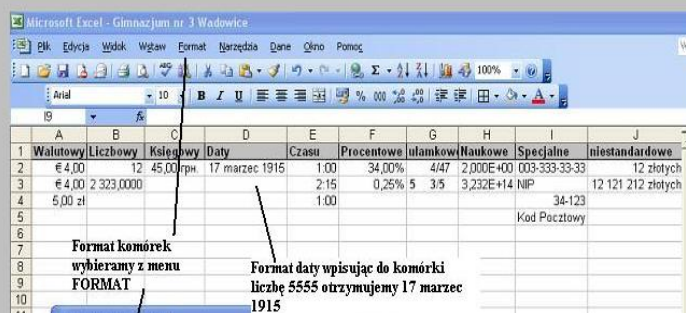 Microsoft Excel - Gimnazjum nr 3 Wadowice
Plik Edycja Widok Wstaw Format Narzędzia Dane Okno Pomoc
100%
Arial 10 B I U % 000
I9 fx
A B C D E F G H I J
1 Walutowy Liczbowy Księgowy Daty Czasu Procentowe ułamkowe Naukowe Specjalne niestandardowe
2 € 4,00 12 45,00 грн. 17 marzec 1915 1:00 34,00% 4/47 2,000E+00 003-333-33-33 12 złotych
3 € 4,00 2 323,0000 2:15 0,25% 5 3/5 3,232E+14 NIP 12 121 212 złotych
4 5,00 zł 1:00 34-123
5 Kod Pocztowy
6
7
8
9
10
Format komórek
wybieramy z menu
FORMAT
Format daty wpisując do komórki
liczbę 5555 otrzymujemy 17 marzec
1915